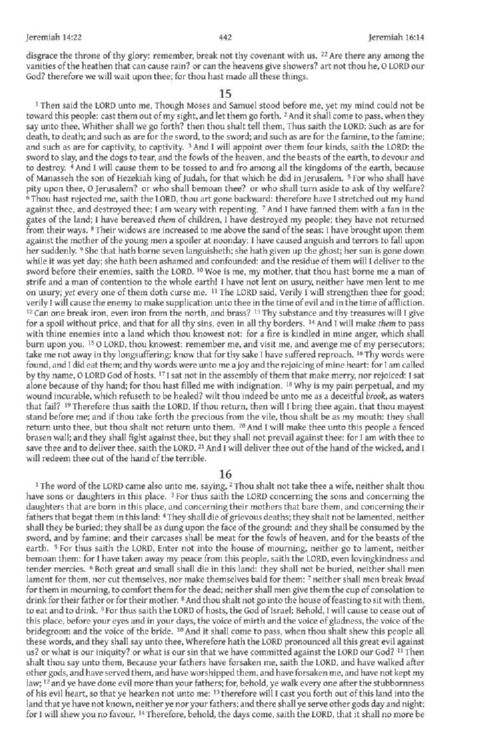 Jeremiah 14:22 442 Jeremiah 16:14
disgrace the throne of thy glory: remember, break not thy covenant with us. 22 Are there any among the
vanities of the heathen that can cause rain? or can the heavens give showers? art not thou he, O LORD our
God? therefore we will wait upon thee; for thou hast made all these things.
15
1 Then said the LORD unto me, Though Moses and Samuel stood before me, yet my mind could not be
toward this people: cast them out of my sight, and let them go forth. 2 And it shall come to pass, when they
say unto thee, Whither shall we go forth? then thou shalt tell them, Thus saith the LORD: Such as are for
death, to death; and such as are for the sword, to the sword; and such as are for the famine, to the famine;
and such as are for captivity, to captivity. 3 And I will appoint over them four kinds, saith the LORD: the
sword to slay, and the dogs to tear, and the fowls of the heaven, and the beasts of the earth, to devour and
to destroy. 4 And I will cause them to be tossed to and fro among all the kingdoms of the earth, because
of Manasseh the son of Hezekiah king of Judah, for that which he did in Jerusalem. 5 For who shall have
pity upon thee, O Jerusalem? or who shall bemoan thee? or who shall turn aside to ask of thy welfare?
6 Thou hast rejected me, saith the LORD, thou art gone backward: therefore have I stretched out my hand
against thee, and destroyed thee; I am weary with repenting. 7 And I have fanned them with a fan in the
gates of the land; I have bereaved them of children, I have destroyed my people; they have not returned
from their ways. 8 Their widows are increased to me above the sand of the seas: I have brought upon them
against the mother of the young men a spoiler at noonday: I have caused anguish and terrors to fall upon
her suddenly. 9 She that hath borne seven languisheth; she hath given up the ghost; her sun is gone down
while it was yet day; she hath been ashamed and confounded: and the residue of them will I deliver to the
sword before their enemies, saith the LORD. 10 Woe is me, my mother, that thou hast borne me a man of
strife and a man of contention to the whole earth! I have not lent on usury, neither have men lent to me
on usury; yet every one of them doth curse me. 11 The LORD said, Verily I will strengthen thee for good;
verily I will cause the enemy to make supplication unto thee in the time of evil and in the time of affliction.
12 Can one break iron, even iron from the north, and brass? 13 Thy substance and thy treasures will I give
for a spoil without price, and that for all thy sins, even in all thy borders. 14 And I will make them to pass
with thine enemies into a land which thou knowest not: for a fire is kindled in mine anger, which shall
burn upon you. 15 O LORD, thou knowest: remember me, and visit me, and avenge me of my persecutors;
take me not away in thy longsuffering: know that for thy sake I have suffered reproach. 16 Thy words were
found, and I did eat them; and thy words were unto me a joy and the rejoicing of mine heart: for I am called
by thy name, O LORD God of hosts. 17 I sat not in the assembly of them that make merry, nor rejoiced: I sat
alone because of thy hand; for thou hast filled me with indignation. 18 Why is my pain perpetual, and my
wound incurable, which refuseth to be healed? wilt thou indeed be unto me as a deceitful brook, as waters
that fail? 19 Therefore thus saith the LORD, If thou return, then will I bring thee again, that thou mayest
stand before me; and if thou take forth the precious from the vile, thou shalt be as my mouth: they shall
return unto thee, but thou shalt not return unto them. 20 And I will make thee unto this people a fenced
brasen wall; and they shall fight against thee, but they shall not prevail against thee: for I am with thee to
save thee and to deliver thee, saith the LORD. 21 And I will deliver thee out of the hand of the wicked, and I
will redeem thee out of the hand of the terrible.
16
1 The word of the LORD came also unto me, saying, 2 Thou shalt not take thee a wife, neither shalt thou
have sons or daughters in this place. 3 For thus saith the LORD concerning the sons and concerning the
daughters that are born in this place, and concerning their mothers that bare them, and concerning their
fathers that begat them in this land: 4 They shall die of grievous deaths; they shall not be lamented, neither
shall they be buried; they shall be as dung upon the face of the ground: and they shall be consumed by the
sword, and by famine; and their carcases shall be meat for the fowls of heaven, and for the beasts of the
earth. 5 For thus saith the LORD, Enter not into the house of mourning, neither go to lament, neither
bemoan them: for I have taken away my peace from this people, saith the LORD, even lovingkindness and
tender mercies. 6 Both great and small shall die in this land: they shall not be buried, neither shall men
lament for them, nor cut themselves, nor make themselves bald for them: 7 neither shall men break bread
for them in mourning, to comfort them for the dead; neither shall men give them the cup of consolation to
drink for their father or for their mother. 8 And thou shalt not go into the house of feasting to sit with them,
to eat and to drink. 9 For thus saith the LORD of hosts, the God of Israel: Behold, I will cause to cease out of
this place, before your eyes and in your days, the voice of mirth and the voice of gladness, the voice of the
bridegroom and the voice of the bride. 10 And it shall come to pass, when thou shalt shew this people all
these words, and they shall say unto thee, Wherefore hath the LORD pronounced all this great evil against
us? or what is our iniquity? or what is our sin that we have committed against the LORD our God? 11 Then
shalt thou say unto them, Because your fathers have forsaken me, saith the LORD, and have walked after
other gods, and have served them, and have worshipped them, and have forsaken me, and have not kept my
law; 12 and ye have done evil more than your fathers; for, behold, ye walk every one after the stubbornness
of his evil heart, so that ye hearken not unto me: 13 therefore will I cast you forth out of this land into the
land that ye have not known, neither ye nor your fathers; and there shall ye serve other gods day and night;
for I will shew you no favour. 14 Therefore, behold, the days come, saith the LORD, that it shall no more be